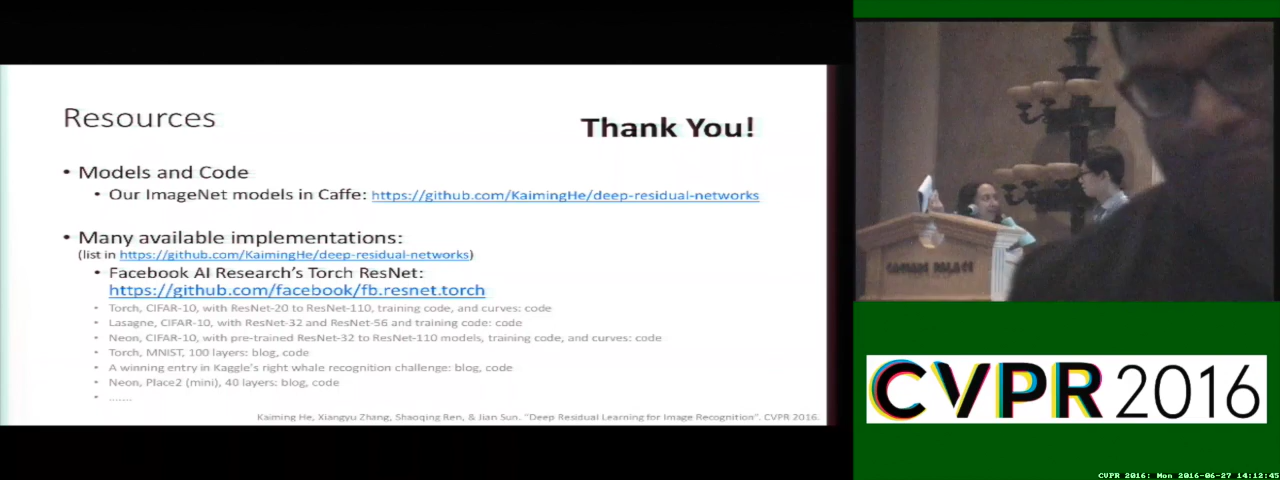 Resources
Thank You!
• Models and Code
• Our ImageNet models in Caffe: https://github.com/KaimingHe/deep-residual-networks
• Many available implementations:
(list in https://github.com/KaimingHe/deep-residual-networks)
• Facebook AI Research's Torch ResNet:
https://github.com/facebook/fb.resnet.torch
• Torch, CIFAR-10, with ResNet-20 to ResNet-110, training code, and curves: code
• Lasagne, CIFAR-10, with ResNet-32 and ResNet-56 and training code: code
• Neon, CIFAR-10, with pre-trained ResNet-32 to ResNet-110 models, training code, and curves: code
• Torch, MNIST, 100 layers: blog, code
• A winning entry in Kaggle's right whale recognition challenge: blog, code
• Neon, Place2 (mini), 40 layers: blog, code
• .......
Kaiming He, Xiangyu Zhang, Shaoqing Ren, & Jian Sun. "Deep Residual Learning for Image Recognition". CVPR 2016.
CAESARS PALACE
CVPR 2016
CVPR 2016: Mon 2016-06-27 14:12:45